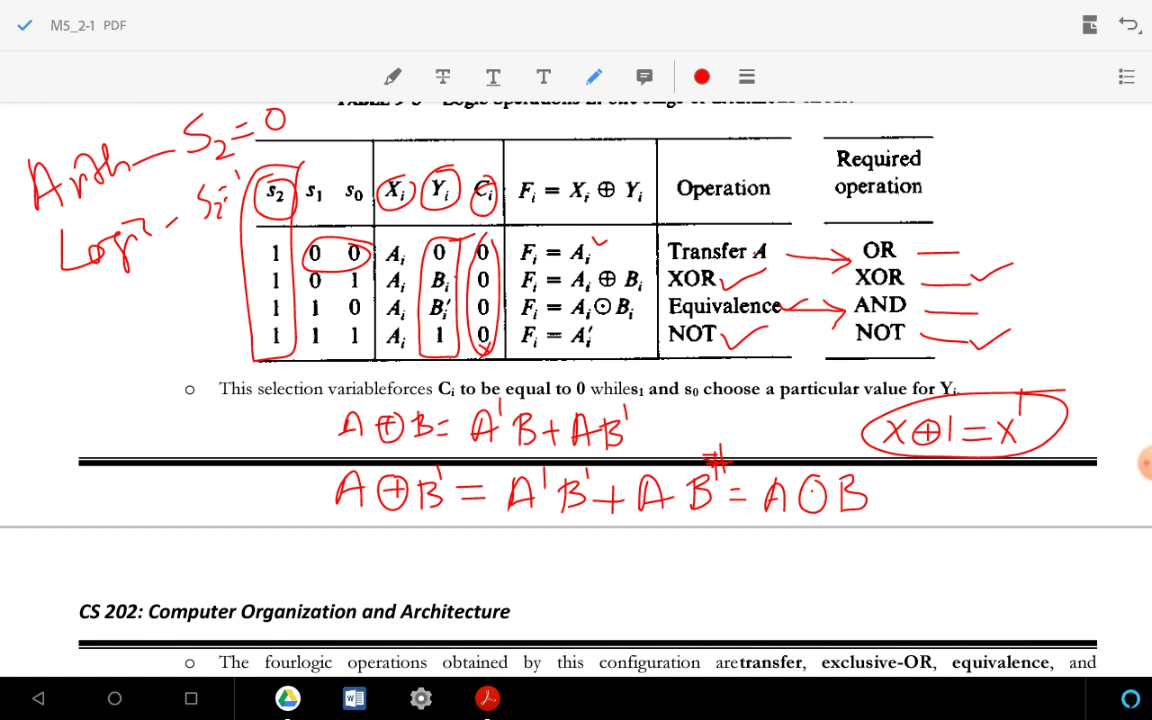 M5_2-1 PDF
Arith — S2 = 0
Logic - S2 = 1
s2 s1 s0 Xi Yi Ci Fi = Xi ⊕ Yi Operation Required operation
1 0 0 Ai 0 0 Fi = Ai Transfer A OR
1 0 1 Ai Bi 0 Fi = Ai ⊕ Bi XOR XOR
1 1 0 Ai Bi′ 0 Fi = Ai ⊙ Bi Equivalence AND
1 1 1 Ai 1 0 Fi = Ai′ NOT NOT
o This selection variableforces Ci to be equal to 0 whiles1 and s0 choose a particular value for Yi.
A ⊕ B = A'B + AB'
X ⊕ 1 = X'
A ⊕ B' = A'B' + AB'' = A ⊙ B
CS 202: Computer Organization and Architecture
o The fourlogic operations obtained by this configuration aretransfer, exclusive-OR, equivalence, and